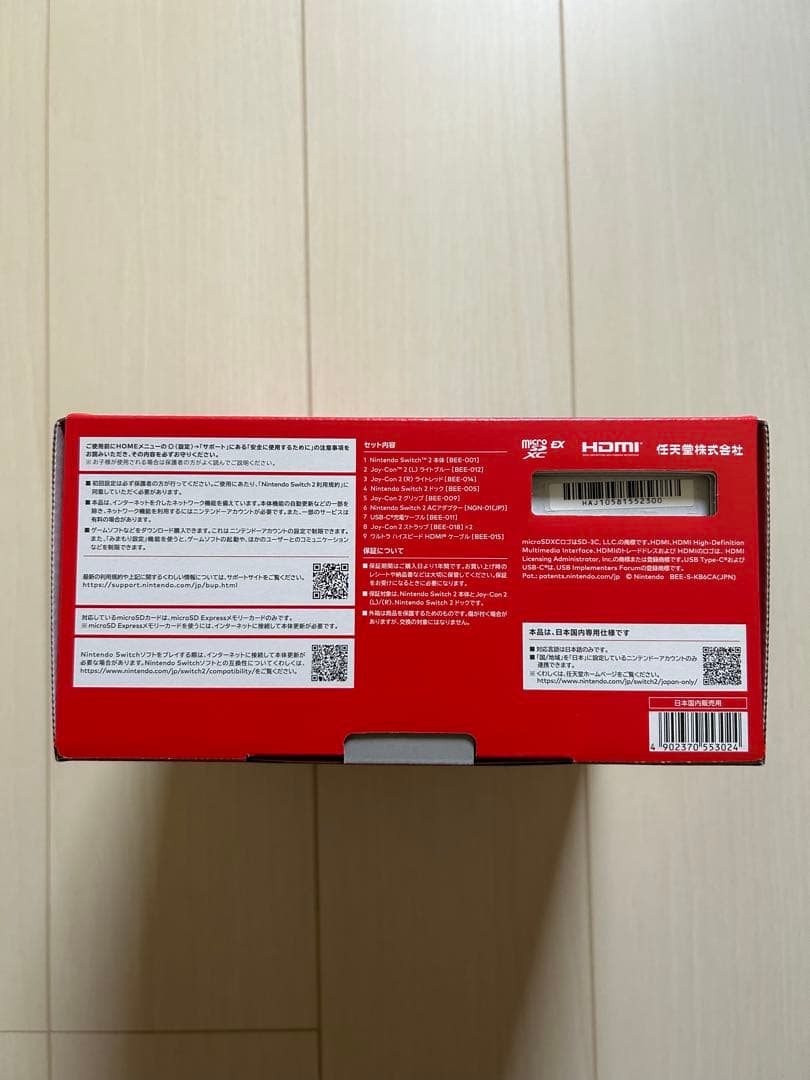 ご使用前にHOMEメニューの（設定）→「サポート」にある「安全に使用するために」の注意事項を
お読みいただき、その内容を必ずお守りください。
※お子様が使用される場合は保護者の方がよく読んでご説明ください。
■初回設定は必ず保護者の方が行ってください。ご使用にあたり、「Nintendo Switch 2 利用規約」に
同意していただく必要があります。
■本品は、インターネットを介したネットワーク機能を備えています。本体機能の自動更新などの一部を
除き、ネットワーク機能を利用するにはニンテンドーアカウントが必要です。また、一部のサービスは
有料の場合があります。
■ゲームソフトなどをダウンロード購入できます。これはニンテンドーアカウントの設定で制限できます。
また、「みまもり設定」機能を使うと、ゲームソフトの起動や、ほかのユーザーとのコミュニケーション
などを制限できます。
最新の利用規約や上記に関するくわしい情報については、サポートサイトをご覧ください。
https://support.nintendo.com/jp/bup.html
対応しているmicroSDカードは、microSD Expressメモリーカードのみです。
※microSD Expressメモリーカードを使うには、インターネットに接続して本体更新が必要です。
Nintendo Switchソフトをプレイする際は、インターネットに接続して本体更新が
必要な場合があります。Nintendo Switchソフトとの互換性についてくわしくは、
https://www.nintendo.com/jp/switch2/compatibility/をご覧ください。
セット内容
1 Nintendo Switch™ 2 本体 [BEE-001]
2 Joy-Con™ 2 (L) ライトブルー [BEE-012]
3 Joy-Con 2 (R) ライトレッド [BEE-014]
4 Nintendo Switch 2 ドック [BEE-005]
5 Joy-Con 2 グリップ [BEE-009]
6 Nintendo Switch 2 ACアダプター [NGN-01(JP)]
7 USB-C®充電ケーブル [BEE-011]
8 Joy-Con 2 ストラップ [BEE-018] ×2
9 ウルトラ ハイスピード HDMI®ケーブル [BEE-015]
保証について
■保証期間はご購入日より1年間です。お買い上げ時の
レシートや納品書などは大切に保管してください。保証
をお受けになるときに必要になります。
■保証対象は、Nintendo Switch 2 本体とJoy-Con 2
(L)/(R)、Nintendo Switch 2 ドックです。
■外箱は商品を保護するためのものです。傷が付く場合が
ありますが、交換の対象にはなりません。
micro SD XC EX
HDMI®
任天堂株式会社
HAJ10581552300
microSDXCロゴはSD-3C, LLC.の商標です。HDMI、HDMI High-Definition
Multimedia Interface、HDMIのトレードドレスおよび HDMIのロゴは、HDMI
Licensing Administrator, Inc.の商標または登録商標です。USB Type-C®および
USB-C®は、USB Implementers Forumの登録商標です。
Pat.: patents.nintendo.com/jp © Nintendo BEE-S-KB6CA(JPN)
本品は、日本国内専用仕様です
■対応言語は日本語のみです。
■「国/地域」を「日本」に設定しているニンテンドーアカウントのみ
連携できます。
※くわしくは、任天堂ホームページをご覧ください。
https://www.nintendo.com/jp/switch2/japan-only/
日本国内販売用
4 902370 553024